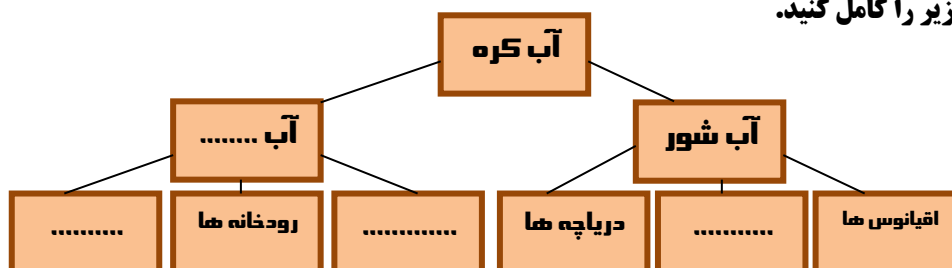 زیر را کامل کنید.
آب کره
آب شور
آب ........
اقیانوس ها
...........
دریاچه ها
.............
رودخانه ها
..........